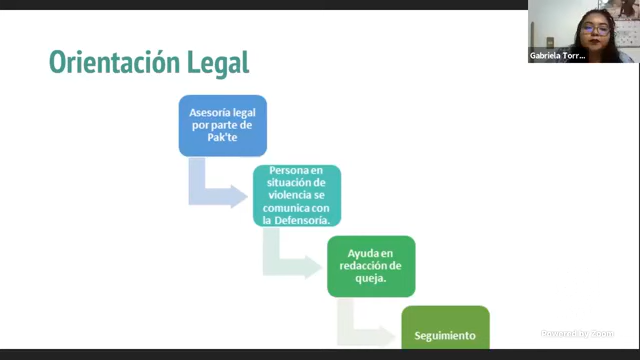 Orientación Legal
Gabriela Torr...
Asesoría legal
por parte de
Pak'te
Persona en
situación de
violencia se
comunica con
la Defensoría.
Ayuda en
redacción de
queja.
Seguimiento
Powered by Zoom